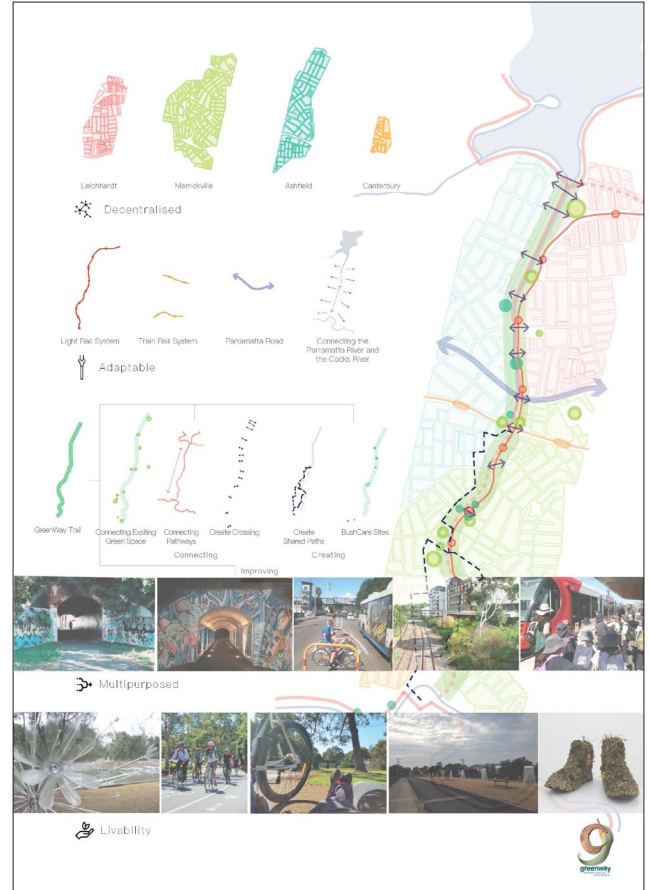 Leichhardt
Marrickville
Ashfield
Canterbury
Decentralised
Light Rail System
Train Rail System
Parramatta Road
Connecting the
Parramatta River and
the Cocks River
Adaptable
GreenWay Trail
Connecting Exsiting
Green Space
Connecting
Pathways
Create Crossing
Create
Shared Paths
BushCare Sites
Connecting
Creating
Improving
Multipurposed
Livability
greenway